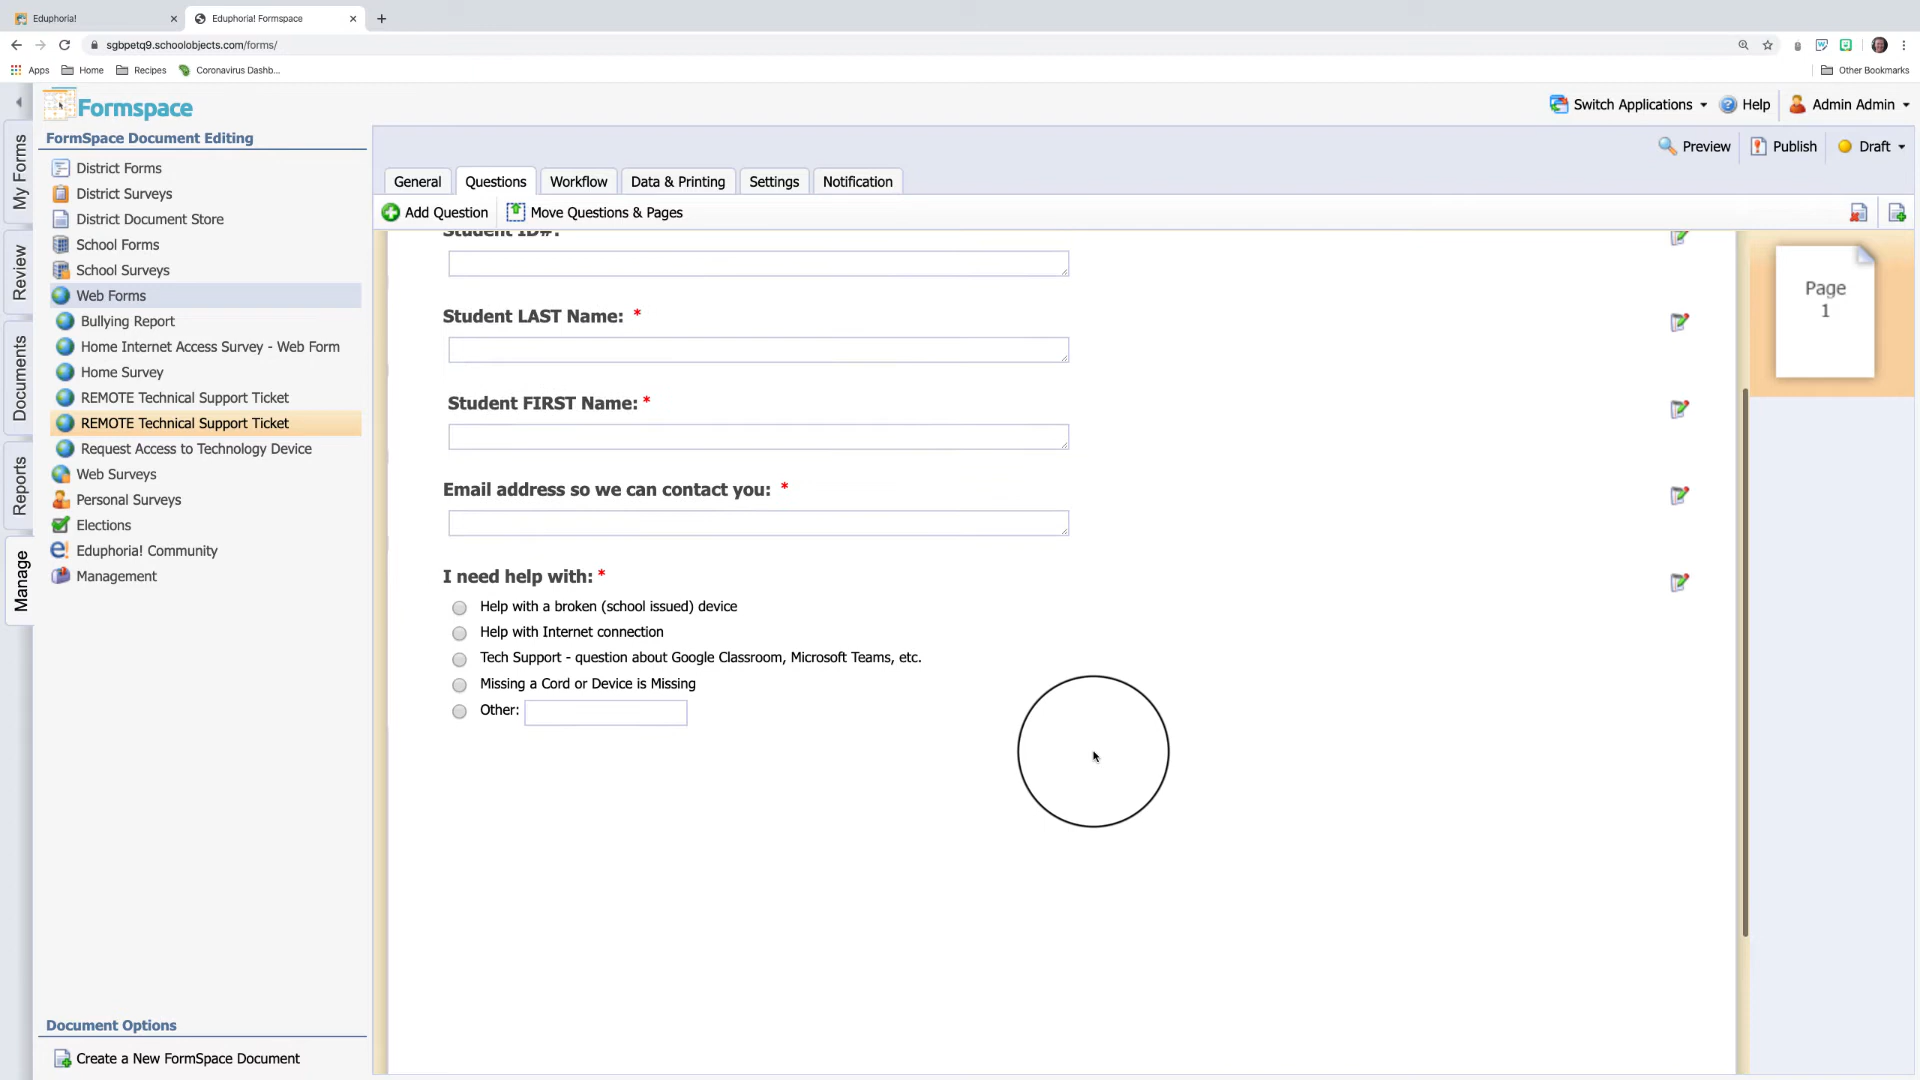 Eduphoria!
Eduphoria! Formspace
sgbpetq9.schoolobjects.com/forms/
Apps
Home
Recipes
Coronavirus Dashb...
Other Bookmarks
Formspace
Switch Applications
Help
Admin Admin
FormSpace Document Editing
Preview
Publish
Draft
My Forms
Review
Documents
Reports
Manage
District Forms
District Surveys
District Document Store
School Forms
School Surveys
Web Forms
Bullying Report
Home Internet Access Survey - Web Form
Home Survey
REMOTE Technical Support Ticket
REMOTE Technical Support Ticket
Request Access to Technology Device
Web Surveys
Personal Surveys
Elections
Eduphoria! Community
Management
Document Options
Create a New FormSpace Document
General
Questions
Workflow
Data & Printing
Settings
Notification
Add Question
Move Questions & Pages
Student ID#:
Student LAST Name: *
Student FIRST Name: *
Email address so we can contact you: *
I need help with: *
Help with a broken (school issued) device
Help with Internet connection
Tech Support - question about Google Classroom, Microsoft Teams, etc.
Missing a Cord or Device is Missing
Other:
Page
1